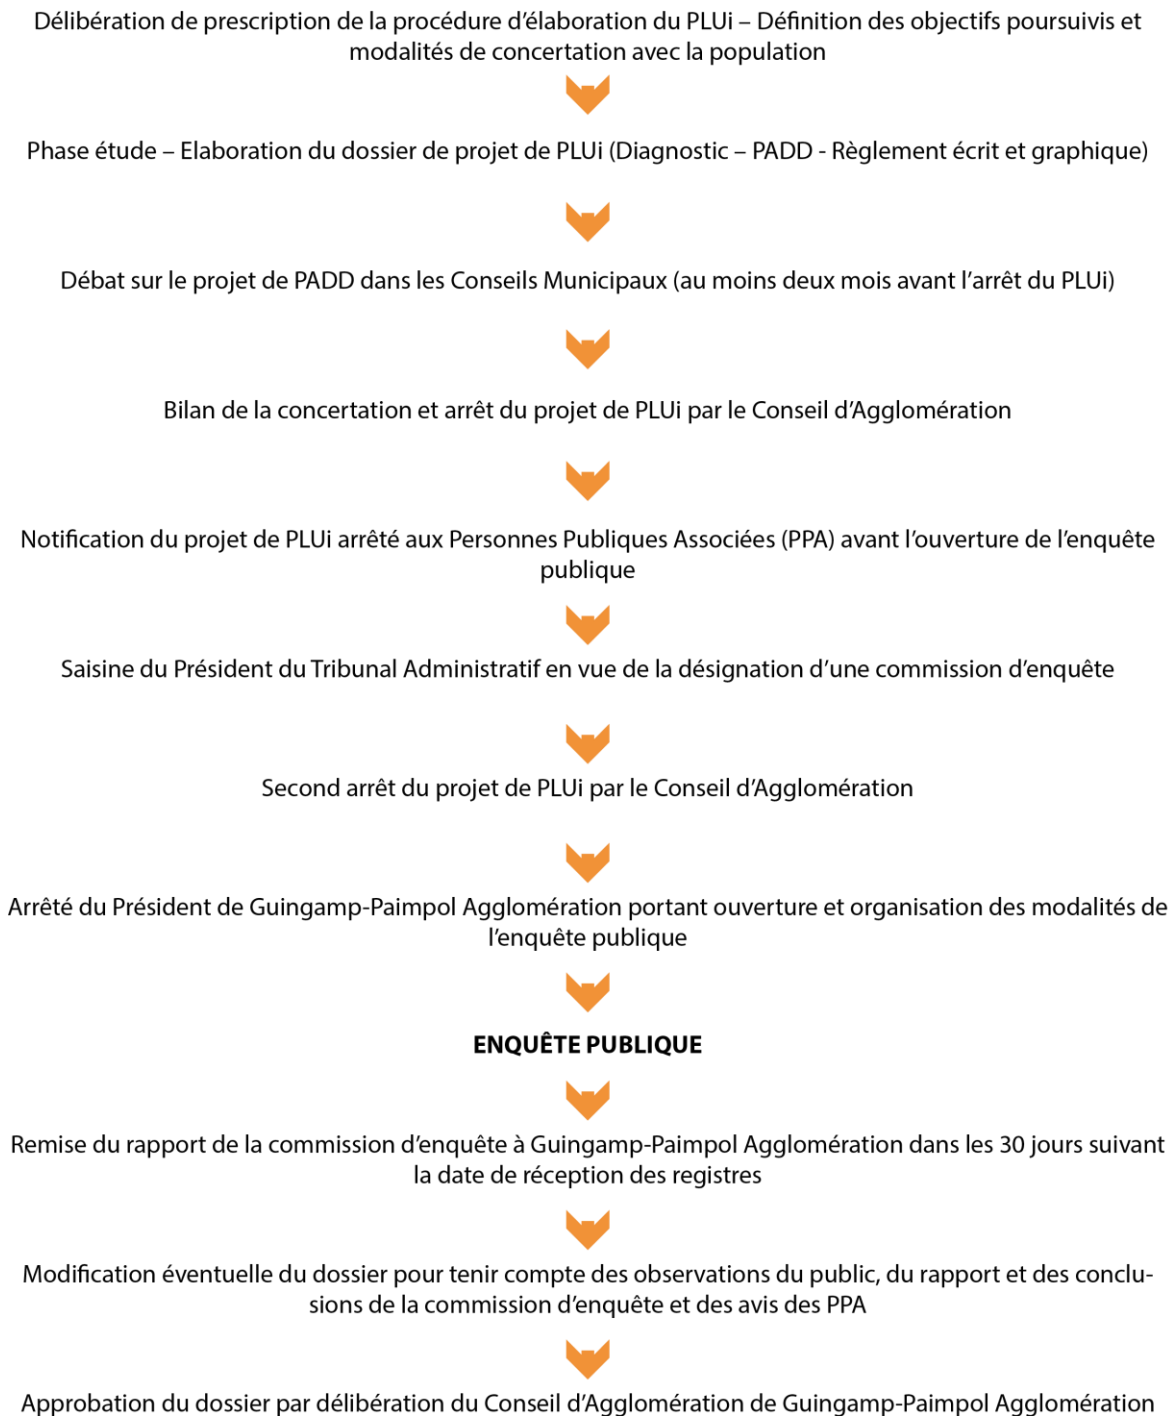 Délibération de prescription de la procédure d’élaboration du PLUi – Définition des objectifs poursuivis et
modalités de concertation avec la population
Phase étude – Elaboration du dossier de projet de PLUi (Diagnostic – PADD - Règlement écrit et graphique)
Débat sur le projet de PADD dans les Conseils Municipaux (au moins deux mois avant l’arrêt du PLUi)
Bilan de la concertation et arrêt du projet de PLUi par le Conseil d’Agglomération
Notification du projet de PLUi arrêté aux Personnes Publiques Associées (PPA) avant l’ouverture de l’enquête
publique
Saisine du Président du Tribunal Administratif en vue de la désignation d’une commission d’enquête
Second arrêt du projet de PLUi par le Conseil d’Agglomération
Arrêté du Président de Guingamp-Paimpol Agglomération portant ouverture et organisation des modalités de
l’enquête publique
ENQUÊTE PUBLIQUE
Remise du rapport de la commission d’enquête à Guingamp-Paimpol Agglomération dans les 30 jours suivant
la date de réception des registres
Modification éventuelle du dossier pour tenir compte des observations du public, du rapport et des conclu-
sions de la commission d’enquête et des avis des PPA
Approbation du dossier par délibération du Conseil d’Agglomération de Guingamp-Paimpol Agglomération